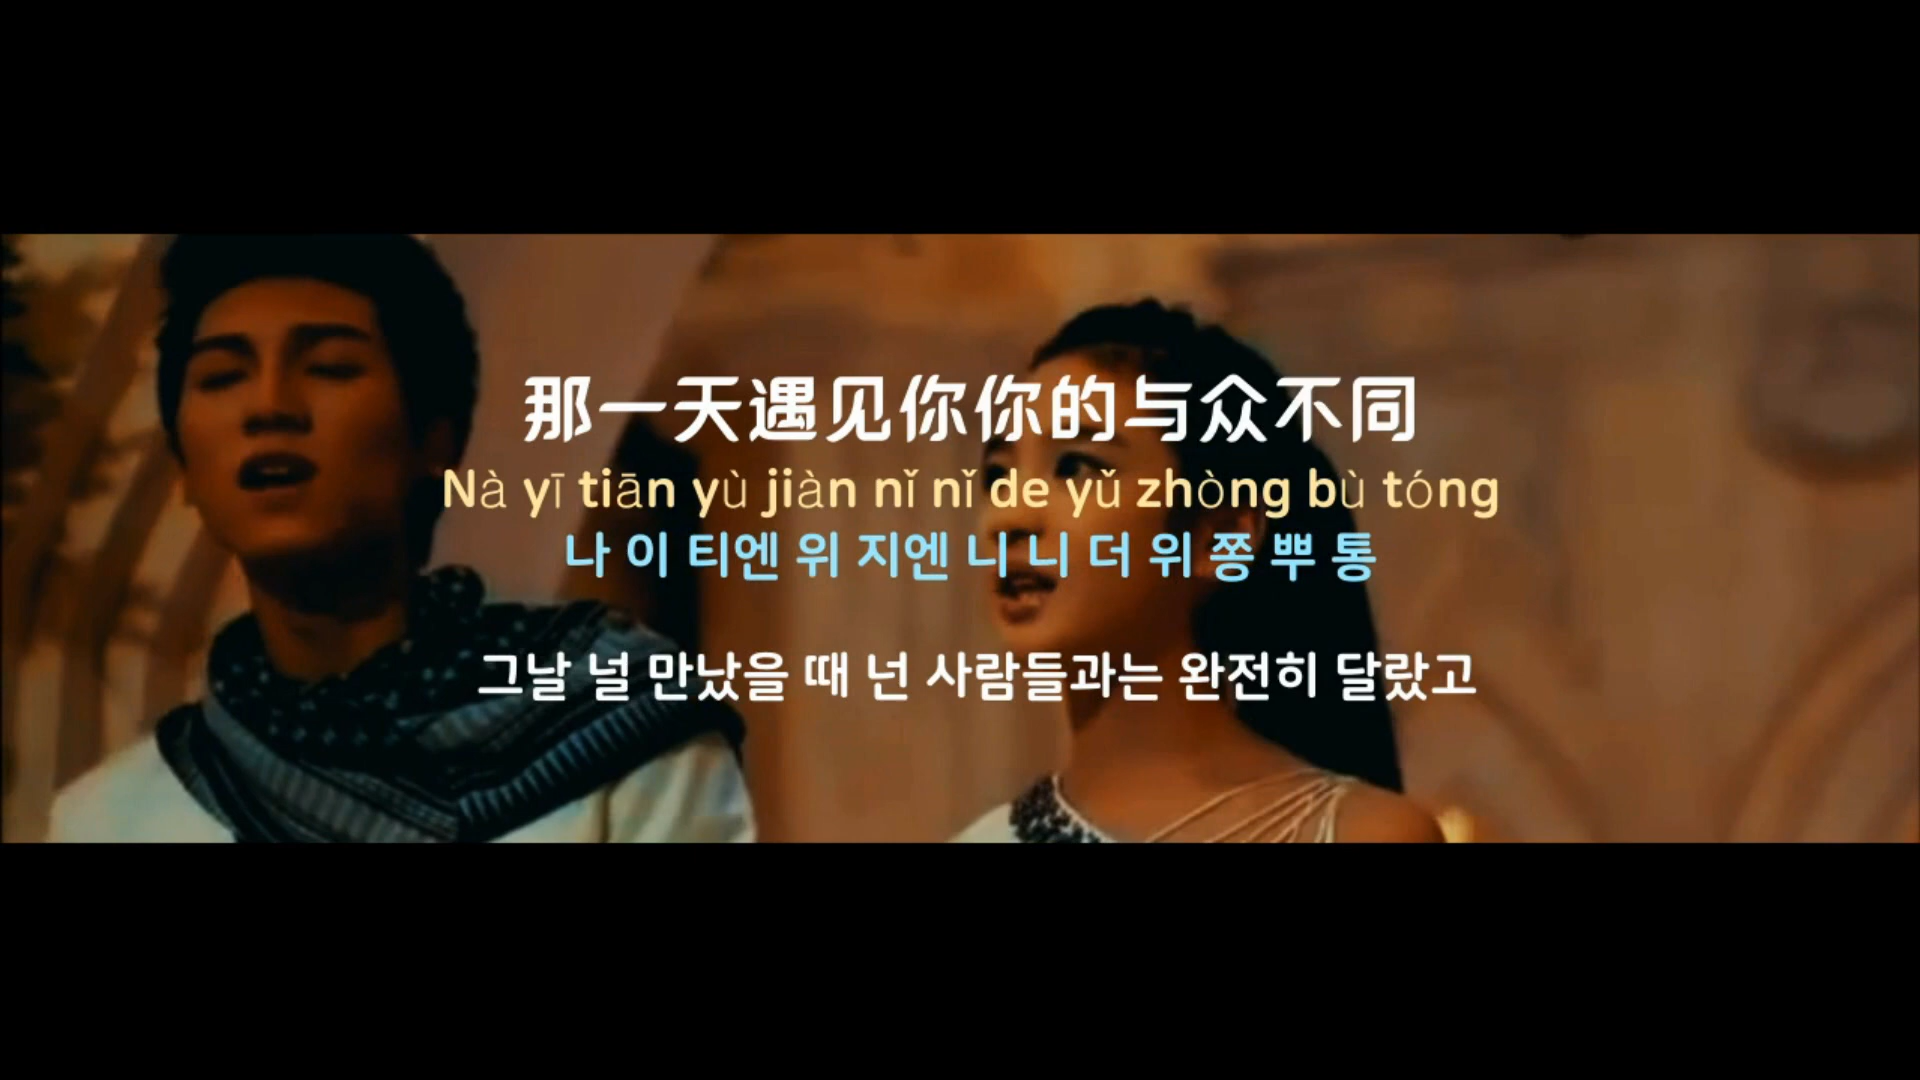 那一天遇见你你的与众不同
Nà yī tiān yù jiàn nǐ nǐ de yǔ zhòng bù tóng
나 이 티엔 위 지엔 니 니 더 위 쫑 뿌 통
그날 널 만났을 때 넌 사람들과는 완전히 달랐고